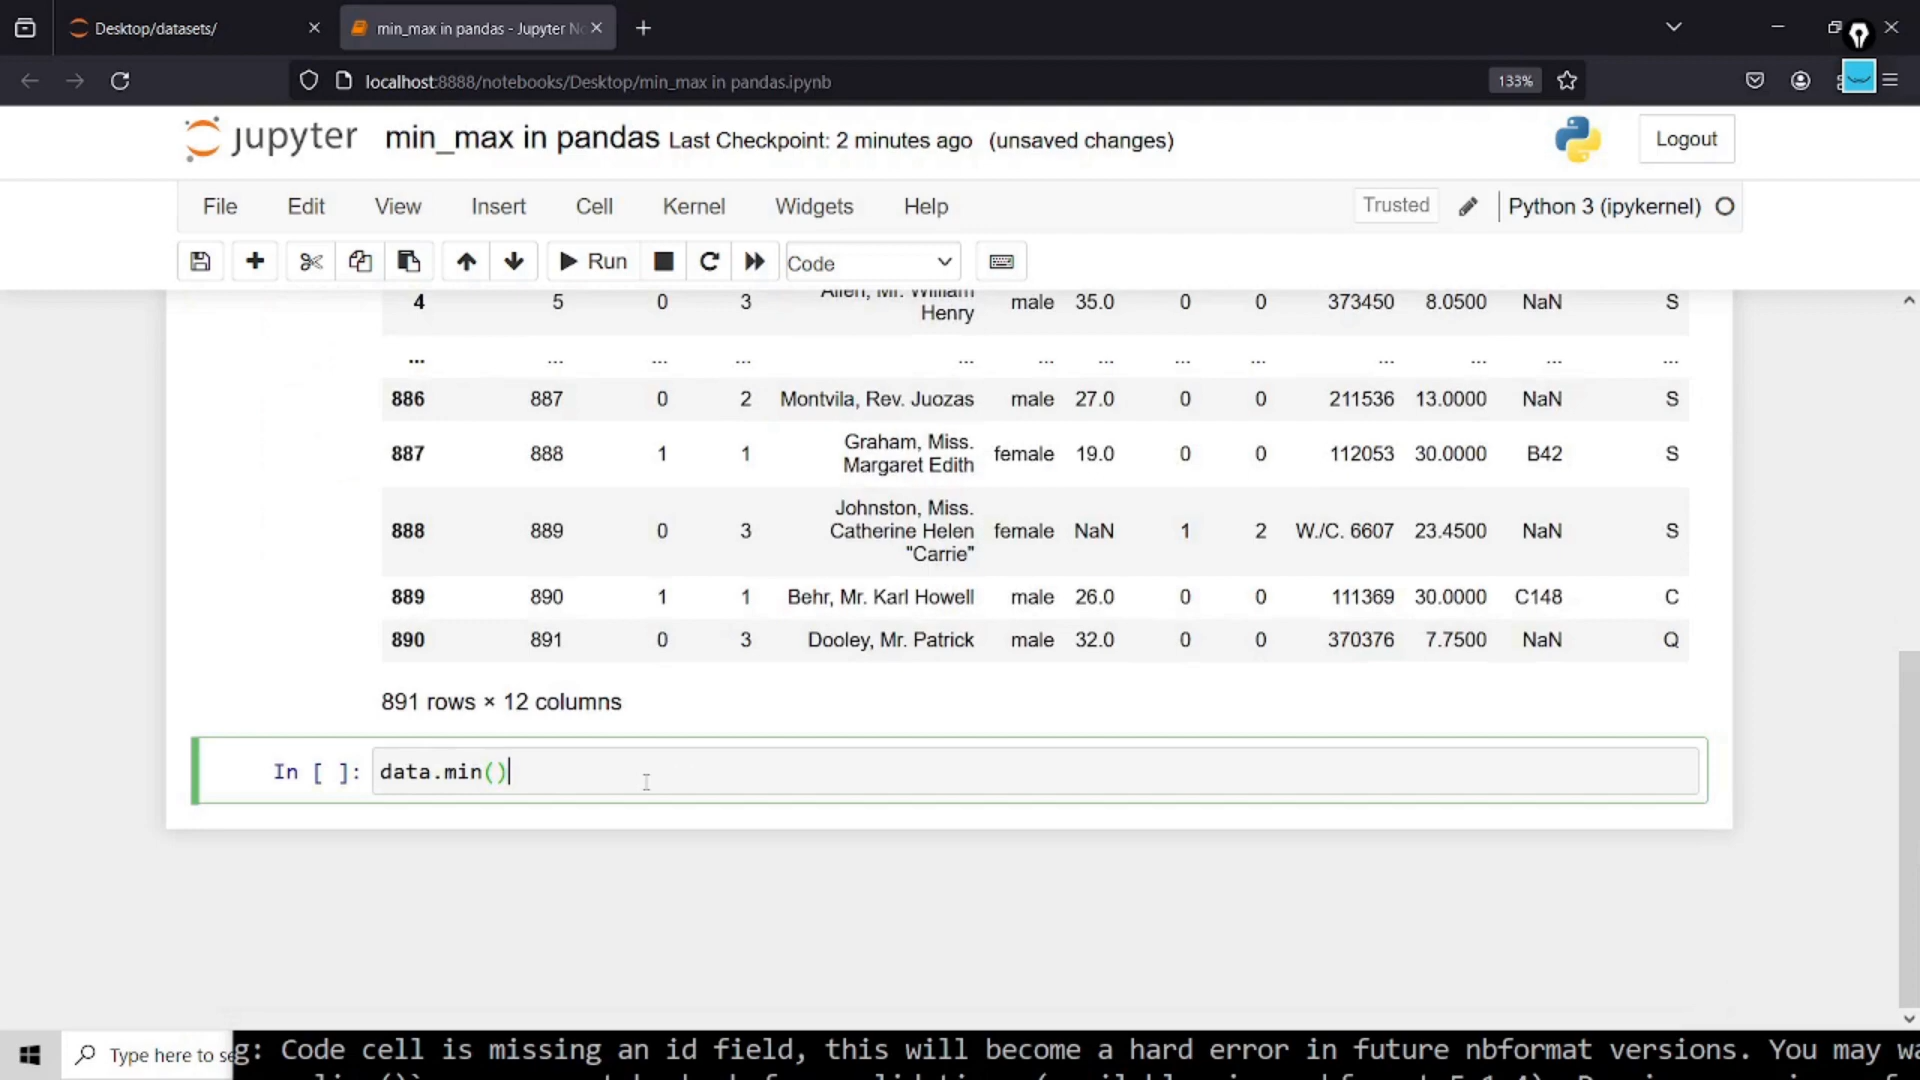 Desktop/datasets/
min_max in pandas - Jupyter No
localhost:8888/notebooks/Desktop/min_max in pandas.ipynb
133%
jupyter min_max in pandas Last Checkpoint: 2 minutes ago (unsaved changes)
Logout
File Edit View Insert Cell Kernel Widgets Help
Trusted
Python 3 (ipykernel)
Run
Code
Allen, Mr. William
4 5 0 3 Henry male 35.0 0 0 373450 8.0500 NaN S
... ... ... ... ... ... ... ... ... ... ... ... ...
886 887 0 2 Montvila, Rev. Juozas male 27.0 0 0 211536 13.0000 NaN S
Graham, Miss.
887 888 1 1 Margaret Edith female 19.0 0 0 112053 30.0000 B42 S
Johnston, Miss.
888 889 0 3 Catherine Helen female NaN 1 2 W./C. 6607 23.4500 NaN S
"Carrie"
889 890 1 1 Behr, Mr. Karl Howell male 26.0 0 0 111369 30.0000 C148 C
890 891 0 3 Dooley, Mr. Patrick male 32.0 0 0 370376 7.7500 NaN Q
891 rows × 12 columns
In [ ]: data.min()
Type here to se
g: Code cell is missing an id field, this will become a hard error in future nbformat versions. You may wa